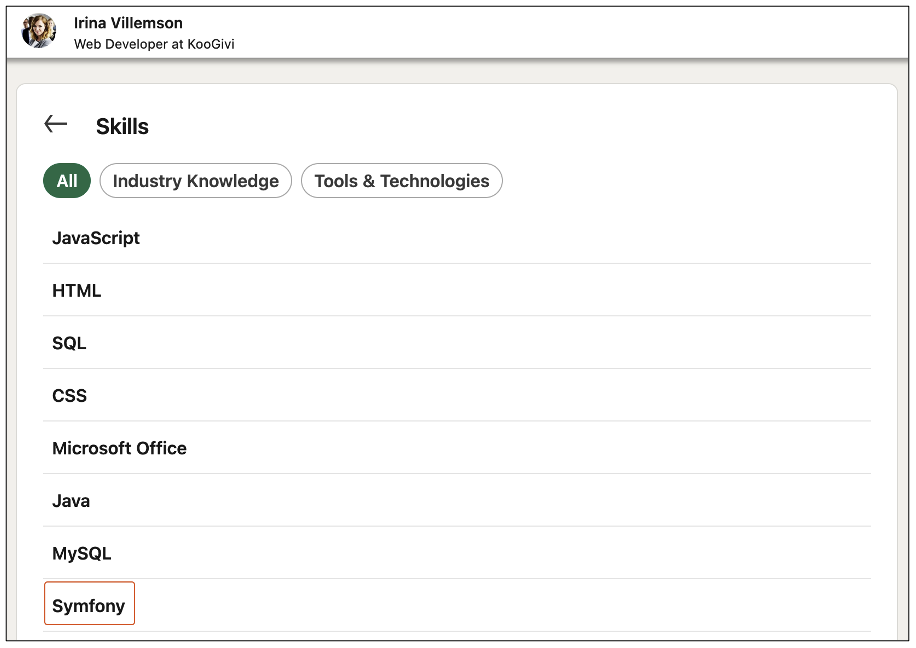 Irina Villemson
Web Developer at KooGivi
Skills
All Industry Knowledge Tools & Technologies
JavaScript
HTML
SQL
CSS
Microsoft Office
Java
MySQL
Symfony